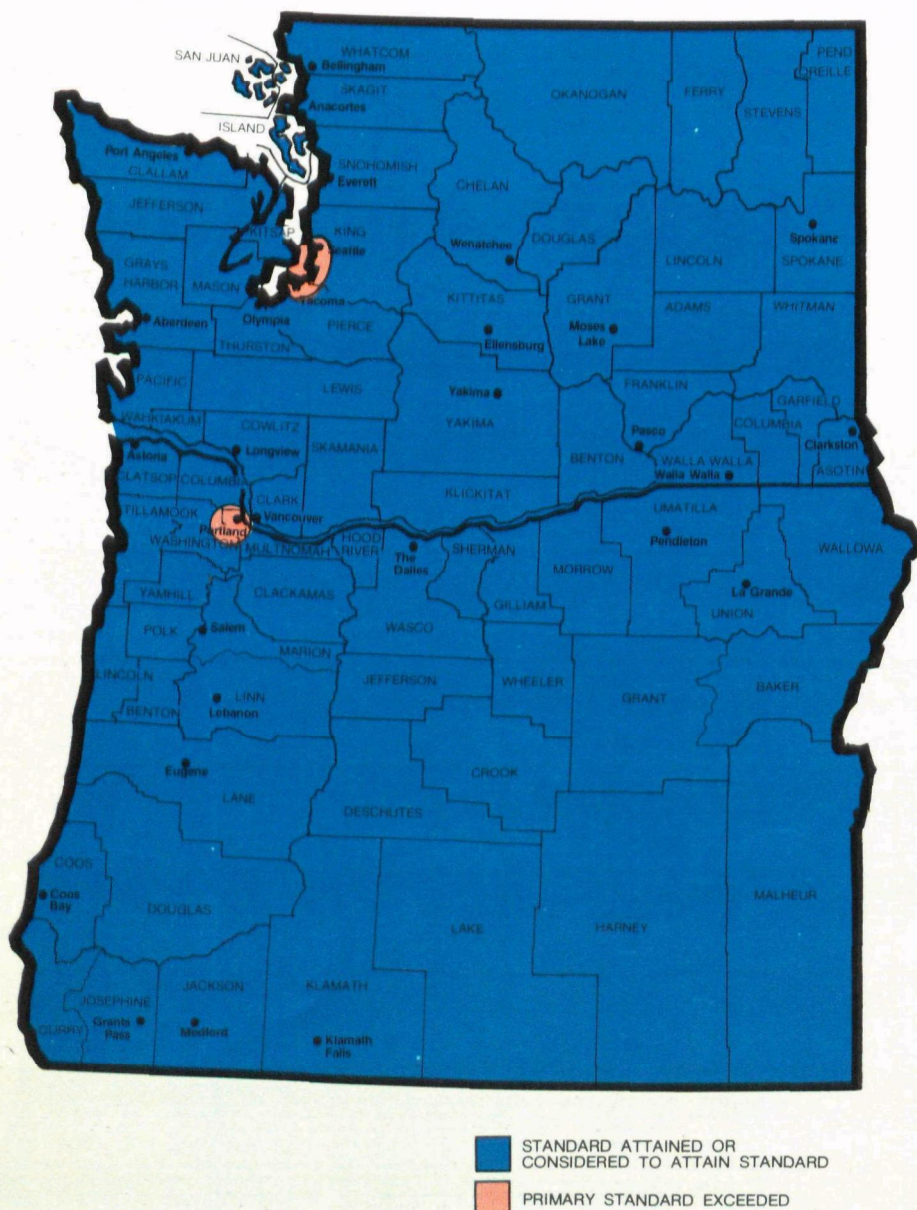 WHATCOM
PEND
OREILLE
SAN JUAN
Bellingham
SKAGIT
OKANOGAN
FERRY
STEVENS
Anacortes
ISLAND
Port Angeles
CLALLAM
SNOHOMISH
Everett
CHELAN
JEFFERSON
KITSAP
KING
Seattle
Wenatchee
DOUGLAS
Spokane
LINCOLN
SPOKANE
GRAYS
HARBOR
MASON
Tacoma
KITTITAS
GRANT
ADAMS
WHITMAN
Aberdeen
Olympia
PIERCE
Ellensburg
Moses
Lake
THURSTON
PACIFIC
LEWIS
Yakima
FRANKLIN
GARFIELD
WAHKIAKUM
COWLITZ
YAKIMA
COLUMBIA
Astoria
Longview
SKAMANIA
Pasco
Clarkston
BENTON
WALLA WALLA
Walla Walla
ASOTIN
CLATSOP
COLUMBIA
CLARK
KLICKITAT
TILLAMOOK
Vancouver
UMATILLA
Portland
WASHINGTON
MULTNOMAH
HOOD
RIVER
The
Dalles
SHERMAN
Pendleton
WALLOWA
MORROW
YAMHILL
CLACKAMAS
GILLIAM
La Grande
UNION
POLK
Salem
WASCO
MARION
LINCOLN
JEFFERSON
WHEELER
GRANT
BAKER
LINN
BENTON
Lebanon
Eugene
CROOK
LANE
DESCHUTES
COOS
Coos
Bay
DOUGLAS
LAKE
HARNEY
MALHEUR
JACKSON
KLAMATH
JOSEPHINE
CURRY
Grants
Pass
Medford
Klamath
Falls
STANDARD ATTAINED OR
CONSIDERED TO ATTAIN STANDARD
PRIMARY STANDARD EXCEEDED